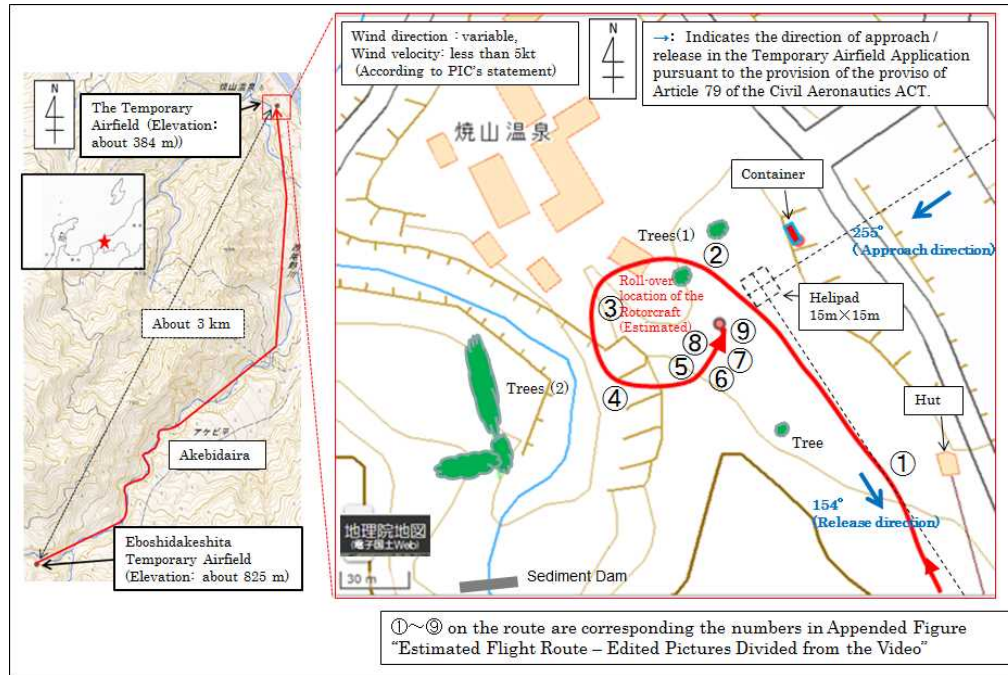 Wind direction : variable,
Wind velocity: less than 5kt
(According to PIC's statement)
N
→: Indicates the direction of approach /
release in the Temporary Airfield Application
pursuant to the provision of the proviso of
Article 79 of the Civil Aeronautics ACT.
N
焼山温泉
The Temporary
Airfield (Elevation:
about 384 m))
About 3 km
アケビ平
Akebidaira
Eboshidakeshita
Temporary Airfield
(Elevation: about 825 m)
焼山温泉
Container
Trees(1)
②
255°
(Approach direction)
Roll-over
location of the
Rotorcraft
(Estimated)
③
Helipad
15m×15m
⑨
⑧
⑦
⑤
⑥
④
Trees (2)
Hut
Tree
①
154°
(Release direction)
地理院地図
(電子国土Web)
30 m
Sediment Dam
①～⑨ on the route are corresponding the numbers in Appended Figure
"Estimated Flight Route – Edited Pictures Divided from the Video"